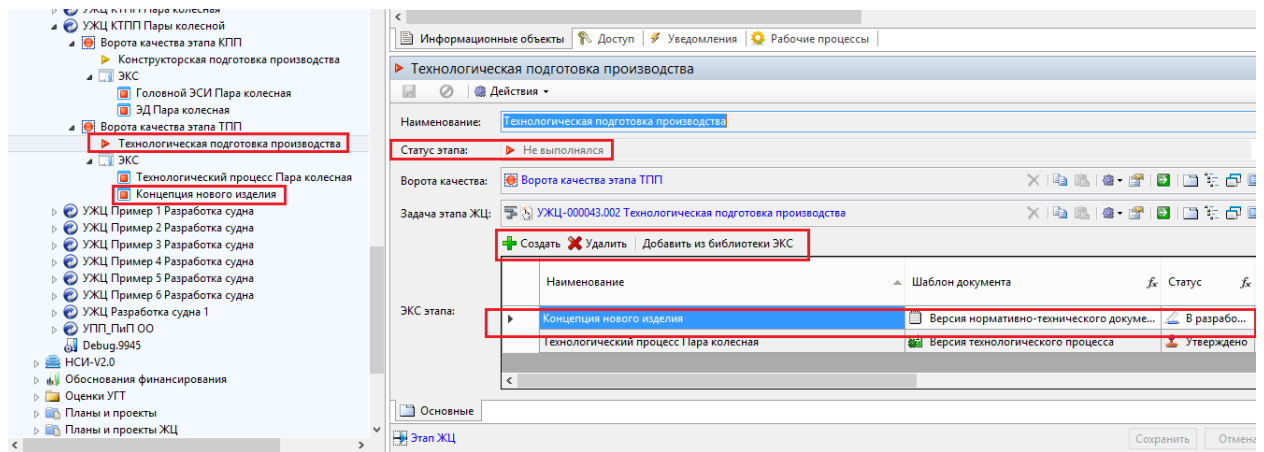 УЖЦ КТПП Пара колесная
УЖЦ КТПП Пары колесной
Ворота качества этапа КПП
Конструкторская подготовка производства
ЭКС
Головной ЭСИ Пара колесная
ЭД Пара колесная
Ворота качества этапа ТПП
Технологическая подготовка производства
ЭКС
Технологический процесс Пара колесная
Концепция нового изделия
УЖЦ Пример 1 Разработка судна
УЖЦ Пример 2 Разработка судна
УЖЦ Пример 3 Разработка судна
УЖЦ Пример 4 Разработка судна
УЖЦ Пример 5 Разработка судна
УЖЦ Пример 6 Разработка судна
УЖЦ Разработка судна 1
УПП_ПиП ОО
Debug.9945
НСИ-V2.0
Обоснования финансирования
Оценки УГТ
Планы и проекты
Планы и проекты ЖЦ
Информационные объекты Доступ Уведомления Рабочие процессы
Технологическая подготовка производства
Действия
Наименование: Технологическая подготовка производства
Статус этапа: Не выполнялся
Ворота качества: Ворота качества этапа ТПП
Задача этапа ЖЦ: УЖЦ-000043.002 Технологическая подготовка производства
Создать Удалить Добавить из библиотеки ЭКС
Наименование Шаблон документа fx Статус fx
ЭКС этапа:
Концепция нового изделия Версия нормативно-технического докуме... В разрабо...
Технологический процесс Пара колесная Версия технологического процесса Утверждено
Основные
Этап ЖЦ Сохранить Отмена